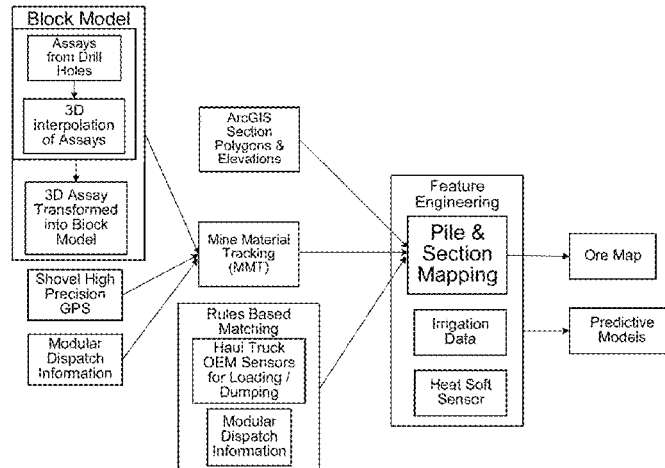 Block Model
Assays
from Drill
Holes
3D
interpolation
of Assays
3D Assay
Transformed
into Block
Model
Shovel High
Precision
GPS
Modular
Dispatch
Information
ArcGIS
Section
Polygons &
Elevations
Mine Material
Tracking
(MMT)
Rules Based
Matching
Haul Truck
OEM Sensors
for Loading /
Dumping
Modular
Dispatch
Information
Feature
Engineering
Pile &
Section
Mapping
Irrigation
Data
Heat Soft
Sensor
Ore Map
Predictive
Models